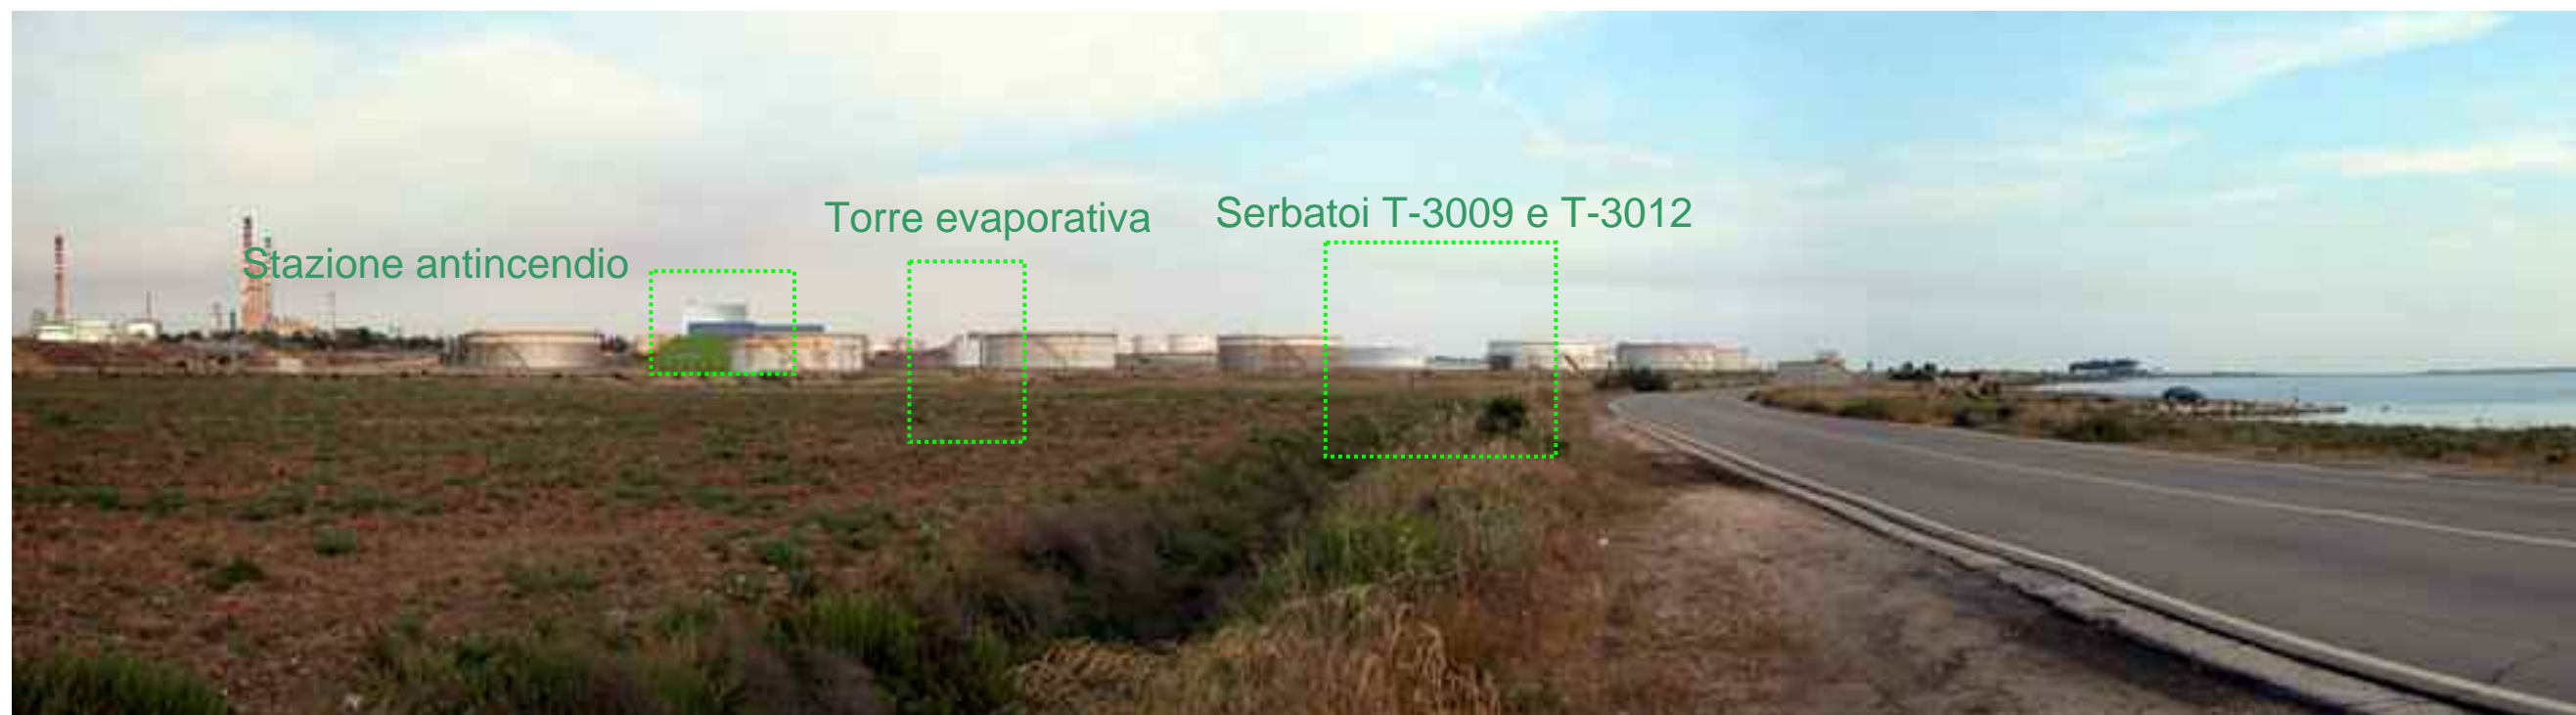 Torre evaporativa
Serbatoi T-3009 e T-3012
Stazione antincendio